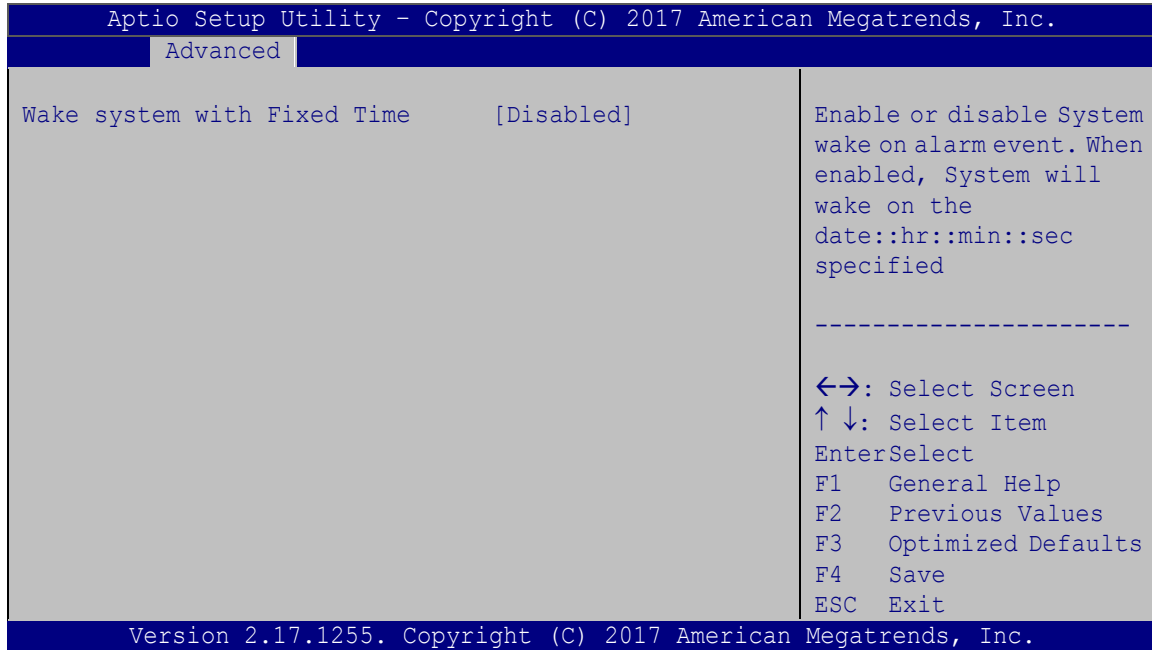 Aptio Setup Utility – Copyright (C) 2017 American Megatrends, Inc.
Advanced
Wake system with Fixed Time [Disabled]
Enable or disable System
wake on alarm event. When
enabled, System will
wake on the
date::hr::min::sec
specified
----------------------
←→: Select Screen
↑ ↓: Select Item
EnterSelect
F1 General Help
F2 Previous Values
F3 Optimized Defaults
F4 Save
ESC Exit
Version 2.17.1255. Copyright (C) 2017 American Megatrends, Inc.